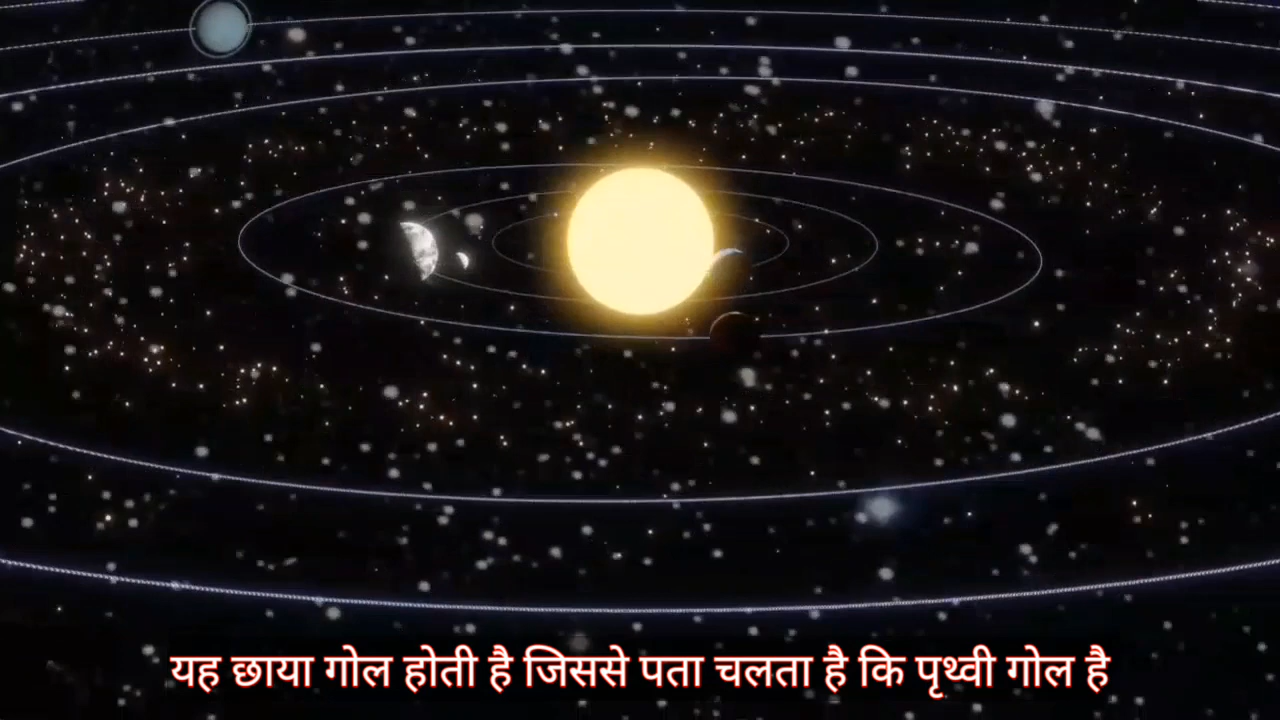 यह छाया गोल होती है जिससे पता चलता है कि पृथ्वी गोल है